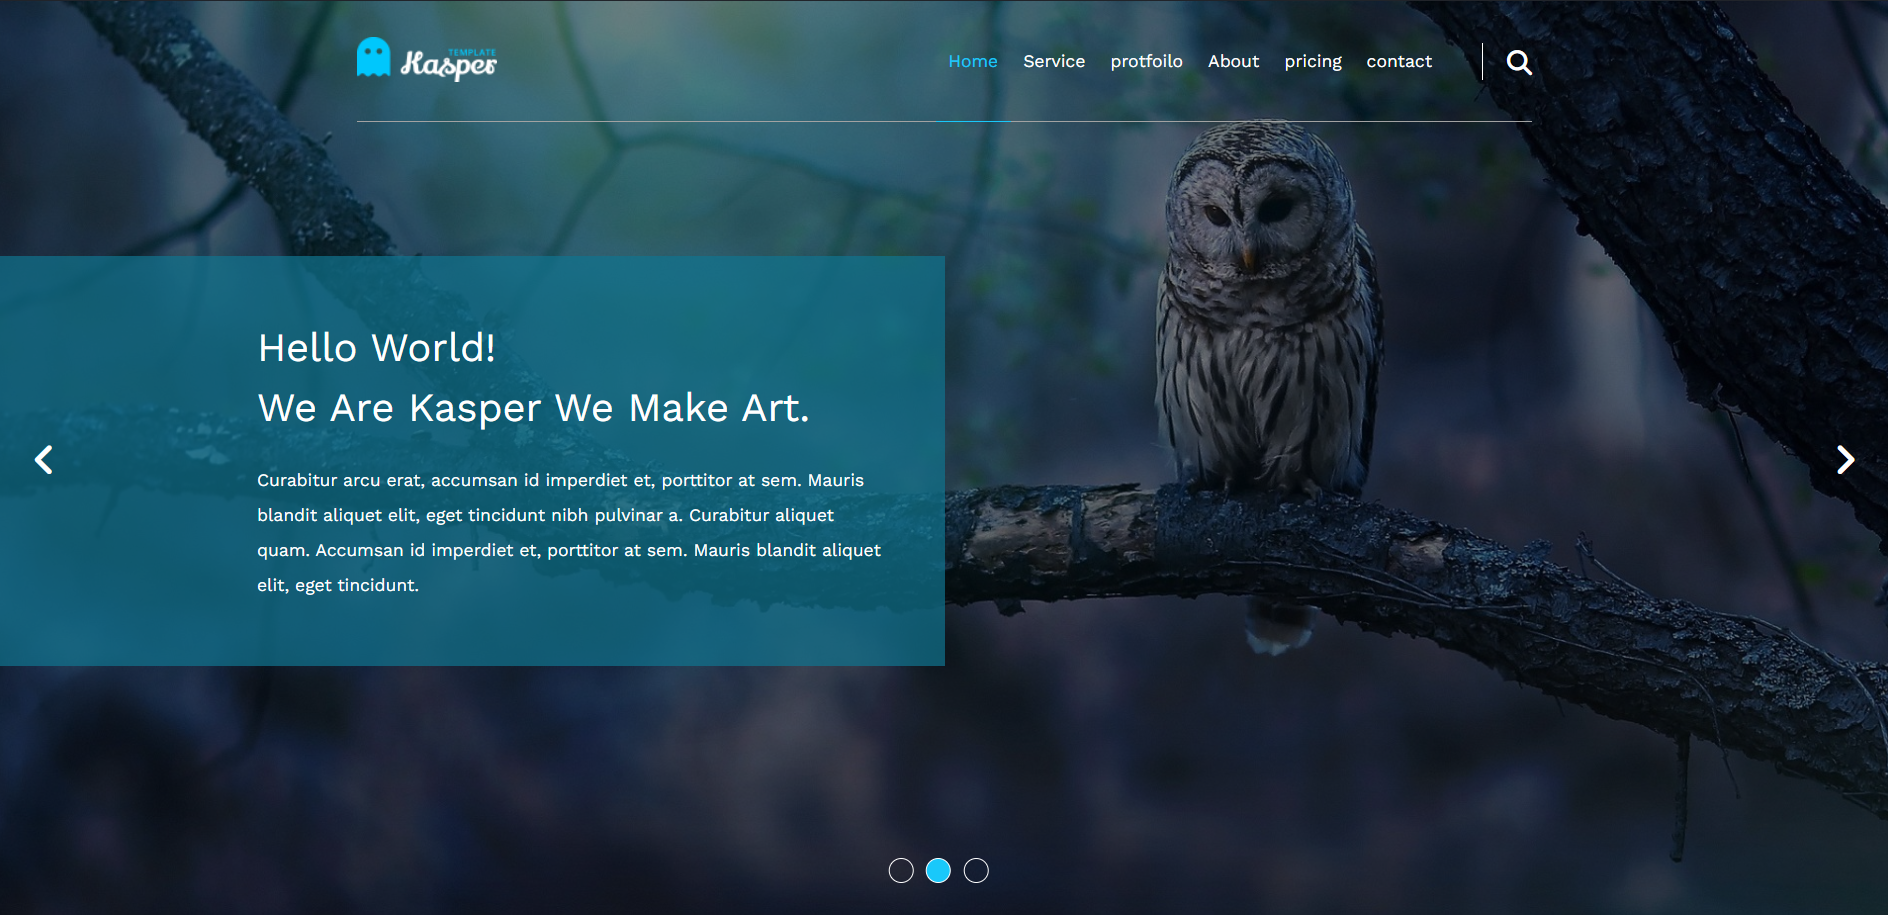 TEMPLATE
Kasper
Home Service protfoilo About pricing contact
Hello World!
We Are Kasper We Make Art.
Curabitur arcu erat, accumsan id imperdiet et, porttitor at sem. Mauris
blandit aliquet elit, eget tincidunt nibh pulvinar a. Curabitur aliquet
quam. Accumsan id imperdiet et, porttitor at sem. Mauris blandit aliquet
elit, eget tincidunt.